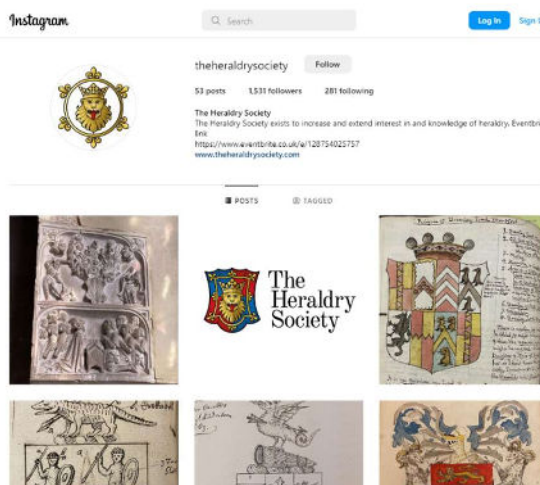 Instagram
Search
Log In
Sign
theheraldrysociety
Follow
53 posts 1,531 followers 281 following
The Heraldry Society
The Heraldry Society exists to increase and extend interest in and knowledge of heraldry. Eventbri
link
https://www.eventbrite.co.uk/e/128754025757
www.theheraldrysociety.com
POSTS TAGGED
The
Heraldry
Society